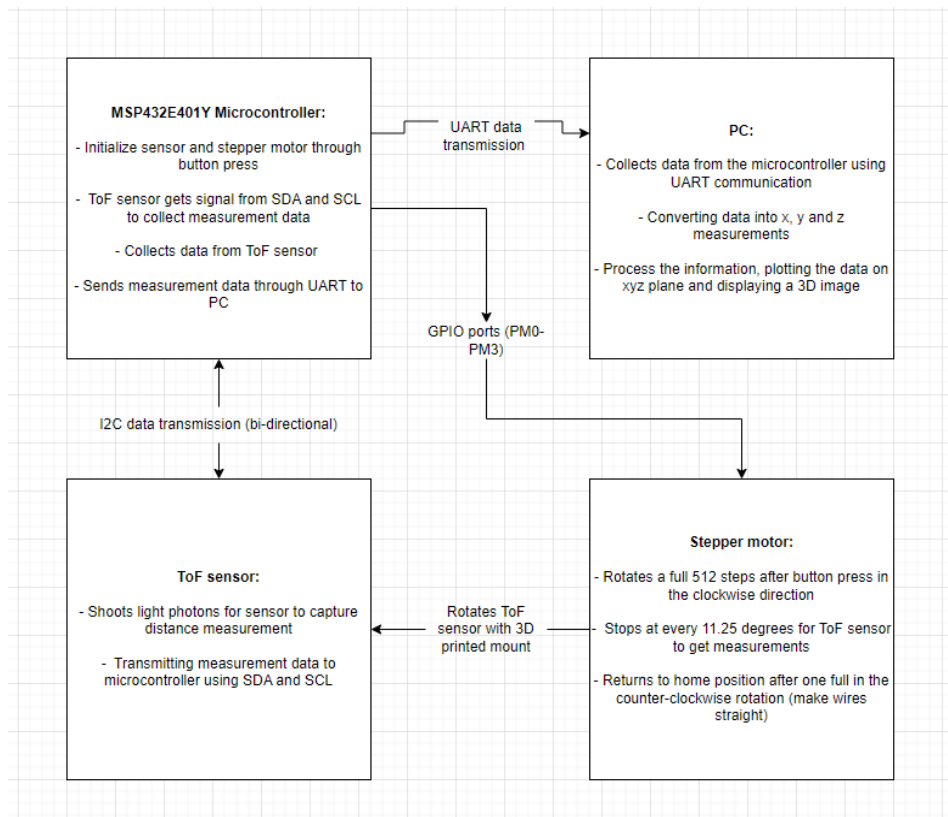 MSP432E401Y Microcontroller:
- Initialize sensor and stepper motor through
button press
- ToF sensor gets signal from SDA and SCL
to collect measurement data
- Collects data from ToF sensor
- Sends measurement data through UART to
PC
UART data
transmission
PC:
- Collects data from the microcontroller using
UART communication
- Converting data into x, y and z
measurements
- Process the information, plotting the data on
xyz plane and displaying a 3D image
GPIO ports (PM0-
PM3)
I2C data transmission (bi-directional)
ToF sensor:
- Shoots light photons for sensor to capture
distance measurement
- Transmitting measurement data to
microcontroller using SDA and SCL
Rotates ToF
sensor with 3D
printed mount
Stepper motor:
- Rotates a full 512 steps after button press in
the clockwise direction
- Stops at every 11.25 degrees for ToF sensor
to get measurements
- Returns to home position after one full in the
counter-clockwise rotation (make wires
straight)